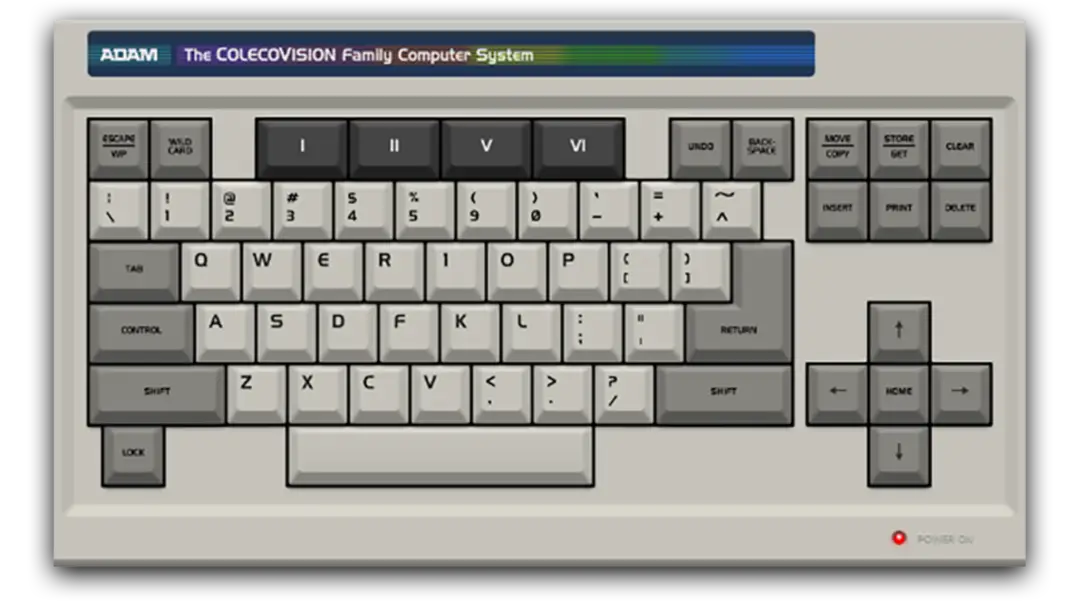 ADAM The COLECOVISION Family Computer System
ESCAPE WILD I II V VI UNDO BACK- MOVE STORE CLEAR
WP CARD SPACE COPY GET
¦ ! @ # $ % ( ) ` = ~
\ 1 2 3 4 5 9 0 - + ^
INSERT PRINT DELETE
TAB Q W E R I O P { }
[ ]
CONTROL A S D F K L : " RETURN ↑
; '
SHIFT Z X C V < > ? SHIFT ← HOME →
, . /
LOCK ↓
POWER ON